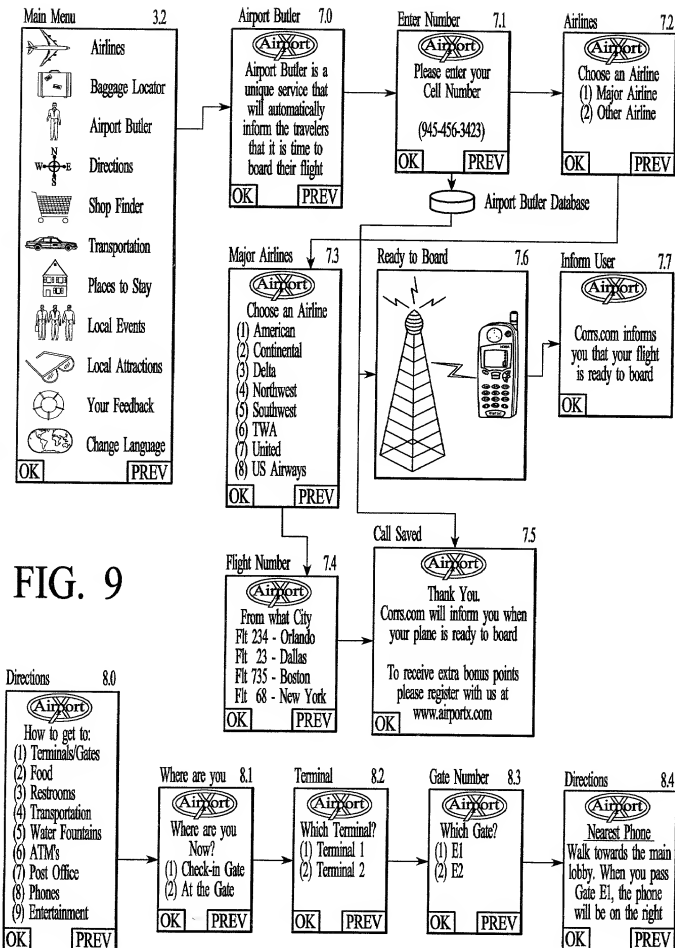 Main Menu 3.2
Airlines
Baggage Locator
Airport Butler
N
W E
S
Directions
Shop Finder
Transportation
Places to Stay
Local Events
Local Attractions
Your Feedback
Change Language
OK PREV
Airport Butler 7.0
Airport X
Airport Butler is a
unique service that
will automatically
inform the travelers
that it is time to
board their flight
OK PREV
Enter Number 7.1
Airport X
Please enter your
Cell Number
(945-456-3423)
OK PREV
Airlines 7.2
Airport X
Choose an Airline
(1) Major Airline
(2) Other Airline
OK PREV
Airport Butler Database
Major Airlines 7.3
Airport X
Choose an Airline
(1) American
(2) Continental
(3) Delta
(4) Northwest
(5) Southwest
(6) TWA
(7) United
(8) US Airways
OK PREV
Ready to Board 7.6
Inform User 7.7
Airport X
Corrs.com informs
you that your flight
is ready to board
OK
Flight Number 7.4
Airport X
From what City
Flt 234 - Orlando
Flt 23 - Dallas
Flt 735 - Boston
Flt 68 - New York
OK PREV
Call Saved 7.5
Airport X
Thank You.
Corrs.com will inform you when
your plane is ready to board
To receive extra bonus points
please register with us at
www.airportx.com
OK
FIG. 9
Directions 8.0
Airport X
How to get to:
(1) Terminals/Gates
(2) Food
(3) Restrooms
(4) Transportation
(5) Water Fountains
(6) ATM's
(7) Post Office
(8) Phones
(9) Entertainment
OK PREV
Where are you 8.1
Airport X
Where are you
Now?
(1) Check-in Gate
(2) At the Gate
OK PREV
Terminal 8.2
Airport X
Which Terminal?
(1) Terminal 1
(2) Terminal 2
OK PREV
Gate Number 8.3
Airport X
Which Gate?
(1) E1
(2) E2
OK PREV
Directions 8.4
Airport X
Nearest Phone
Walk towards the main
lobby. When you pass
Gate E1, the phone
will be on the right
OK PREV